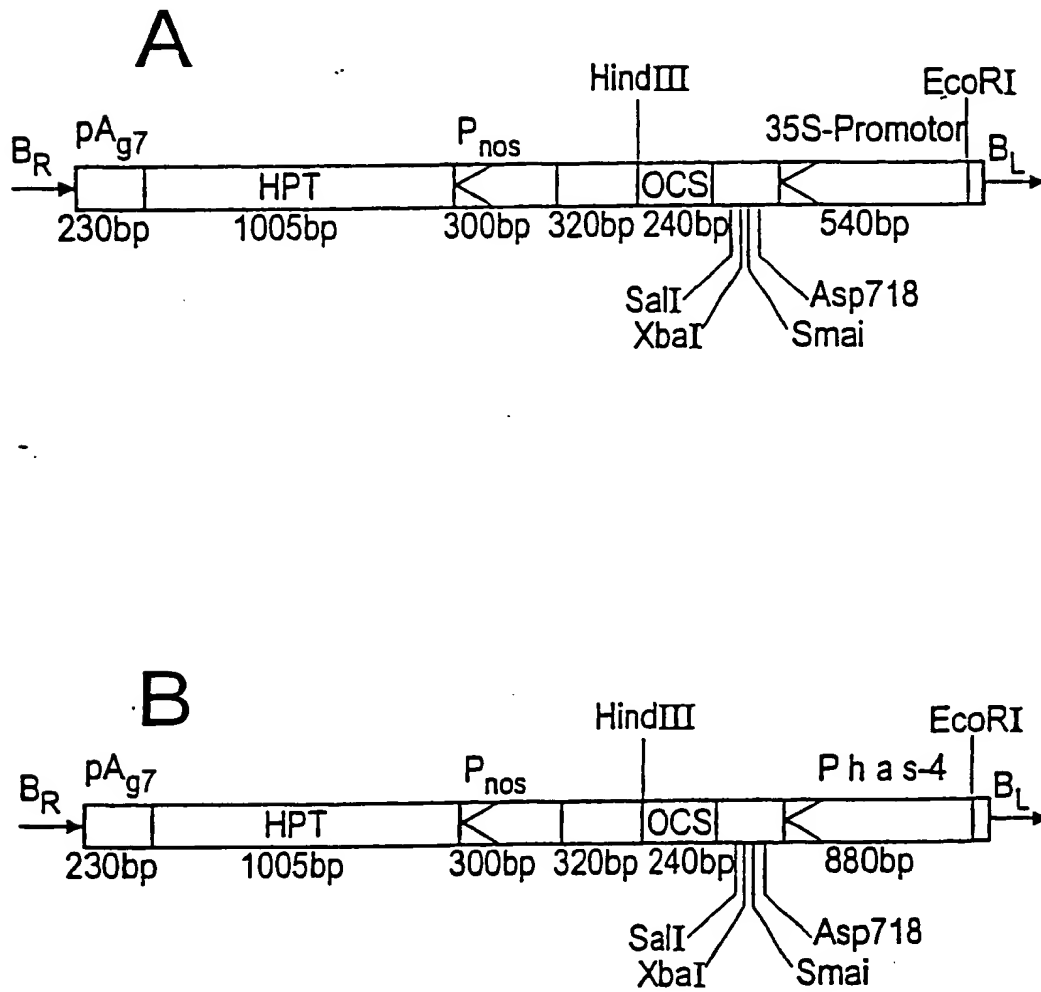 A
HindIII EcoRI
BR pAg7 Pnos 35S-Promotor BL
HPT OCS
230bp 1005bp 300bp 320bp 240bp 540bp
SalI Asp718
XbaI Smai
B
HindIII EcoRI
BR pAg7 Pnos Phas-4 BL
HPT OCS
230bp 1005bp 300bp 320bp 240bp 880bp
SalI Asp718
XbaI Smai